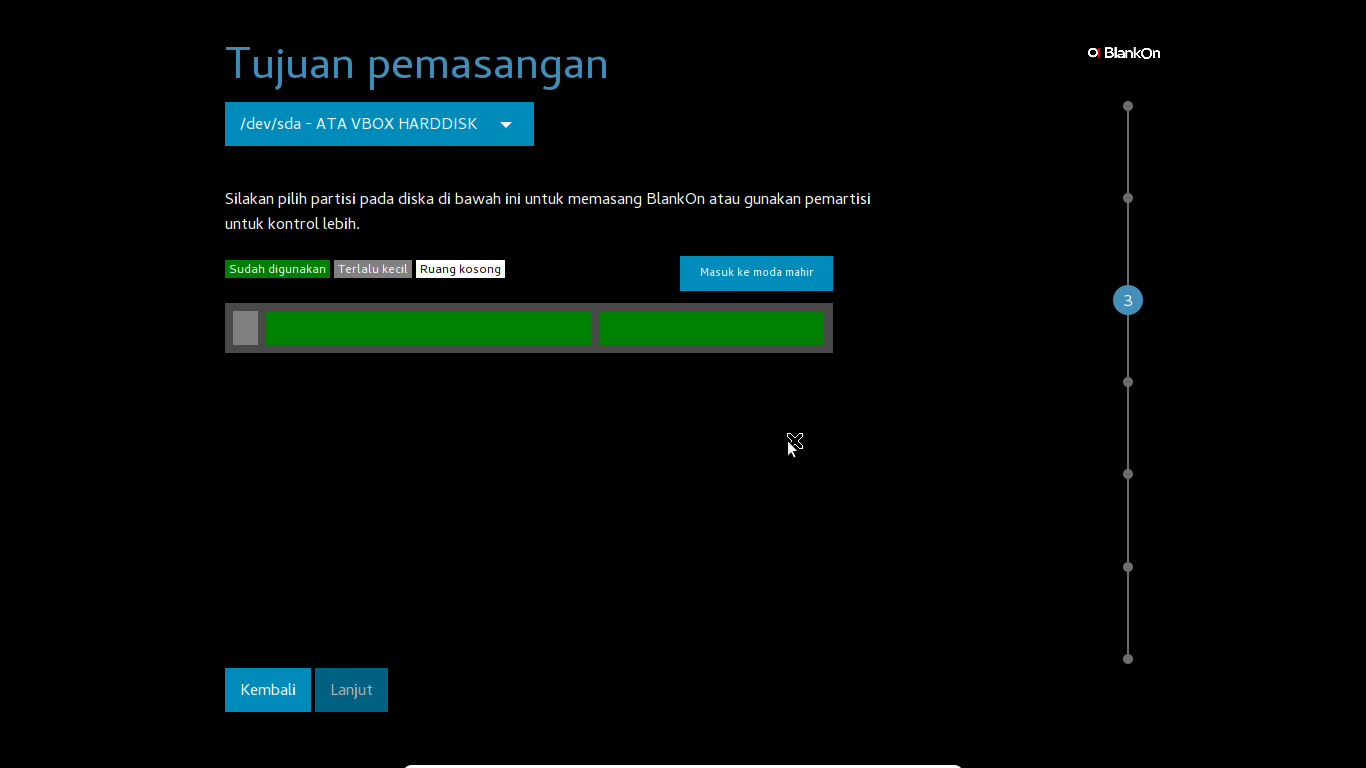 Tujuan pemasangan
BlankOn
/dev/sda - ATA VBOX HARDDISK
Silakan pilih partisi pada diska di bawah ini untuk memasang BlankOn atau gunakan pemartisi
untuk kontrol lebih.
Sudah digunakan Terlalu kecil Ruang kosong
Masuk ke moda mahir
3
Kembali Lanjut